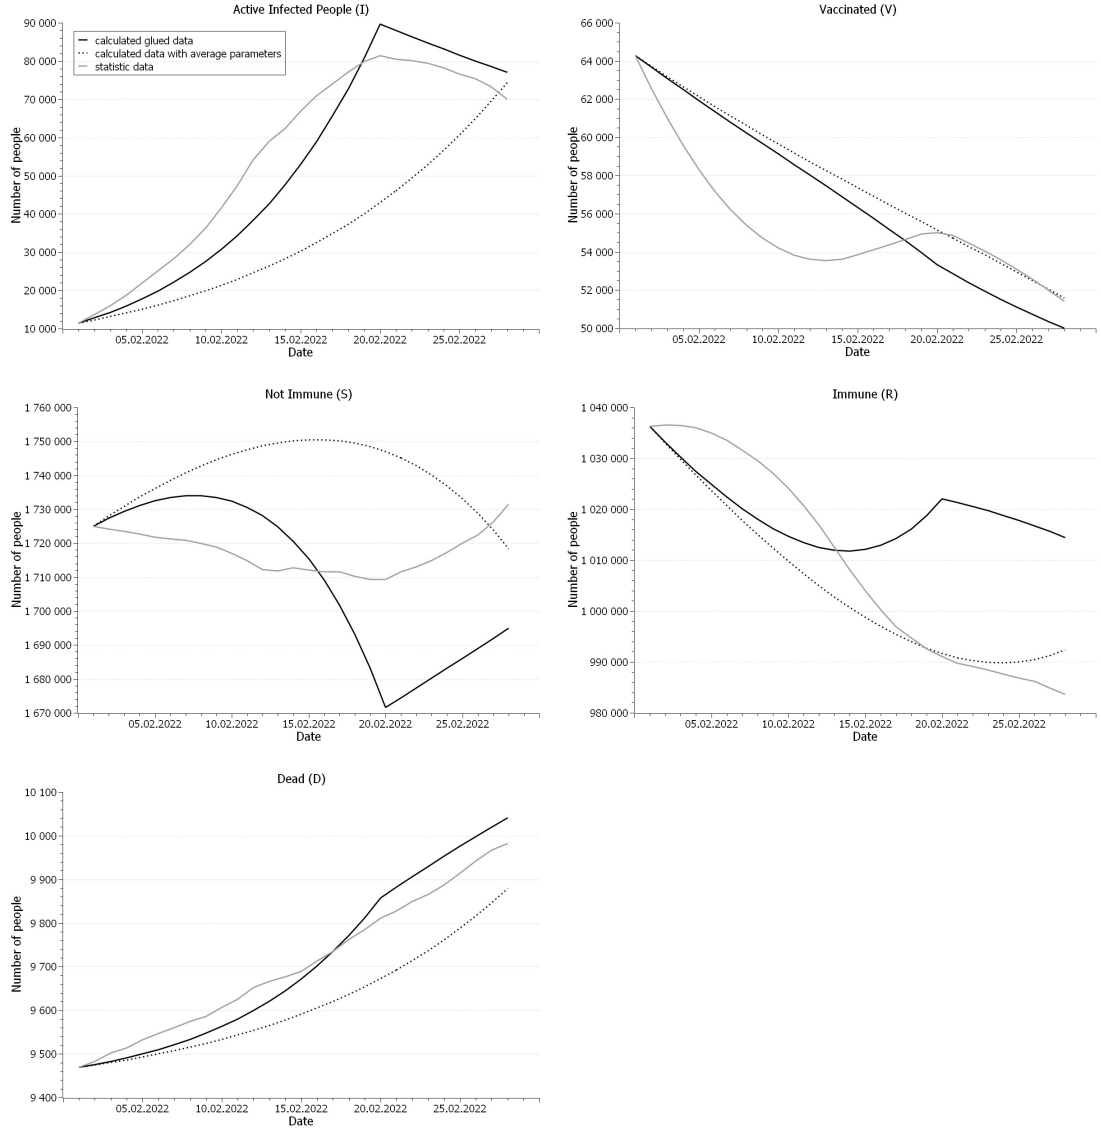 Active Infected People (I)
90 000
80 000
70 000
60 000
50 000
40 000
30 000
20 000
10 000
Number of people
calculated glued data
calculated data with average parameters
statistic data
05.02.2022 10.02.2022 15.02.2022 20.02.2022 25.02.2022
Date
Vaccinated (V)
66 000
64 000
62 000
60 000
58 000
56 000
54 000
52 000
50 000
Number of people
05.02.2022 10.02.2022 15.02.2022 20.02.2022 25.02.2022
Date
Not Immune (S)
1 760 000
1 750 000
1 740 000
1 730 000
1 720 000
1 710 000
1 700 000
1 690 000
1 680 000
1 670 000
Number of people
05.02.2022 10.02.2022 15.02.2022 20.02.2022 25.02.2022
Date
Immune (R)
1 040 000
1 030 000
1 020 000
1 010 000
1 000 000
990 000
980 000
Number of people
05.02.2022 10.02.2022 15.02.2022 20.02.2022 25.02.2022
Date
Dead (D)
10 100
10 000
9 900
9 800
9 700
9 600
9 500
9 400
Number of people
05.02.2022 10.02.2022 15.02.2022 20.02.2022 25.02.2022
Date